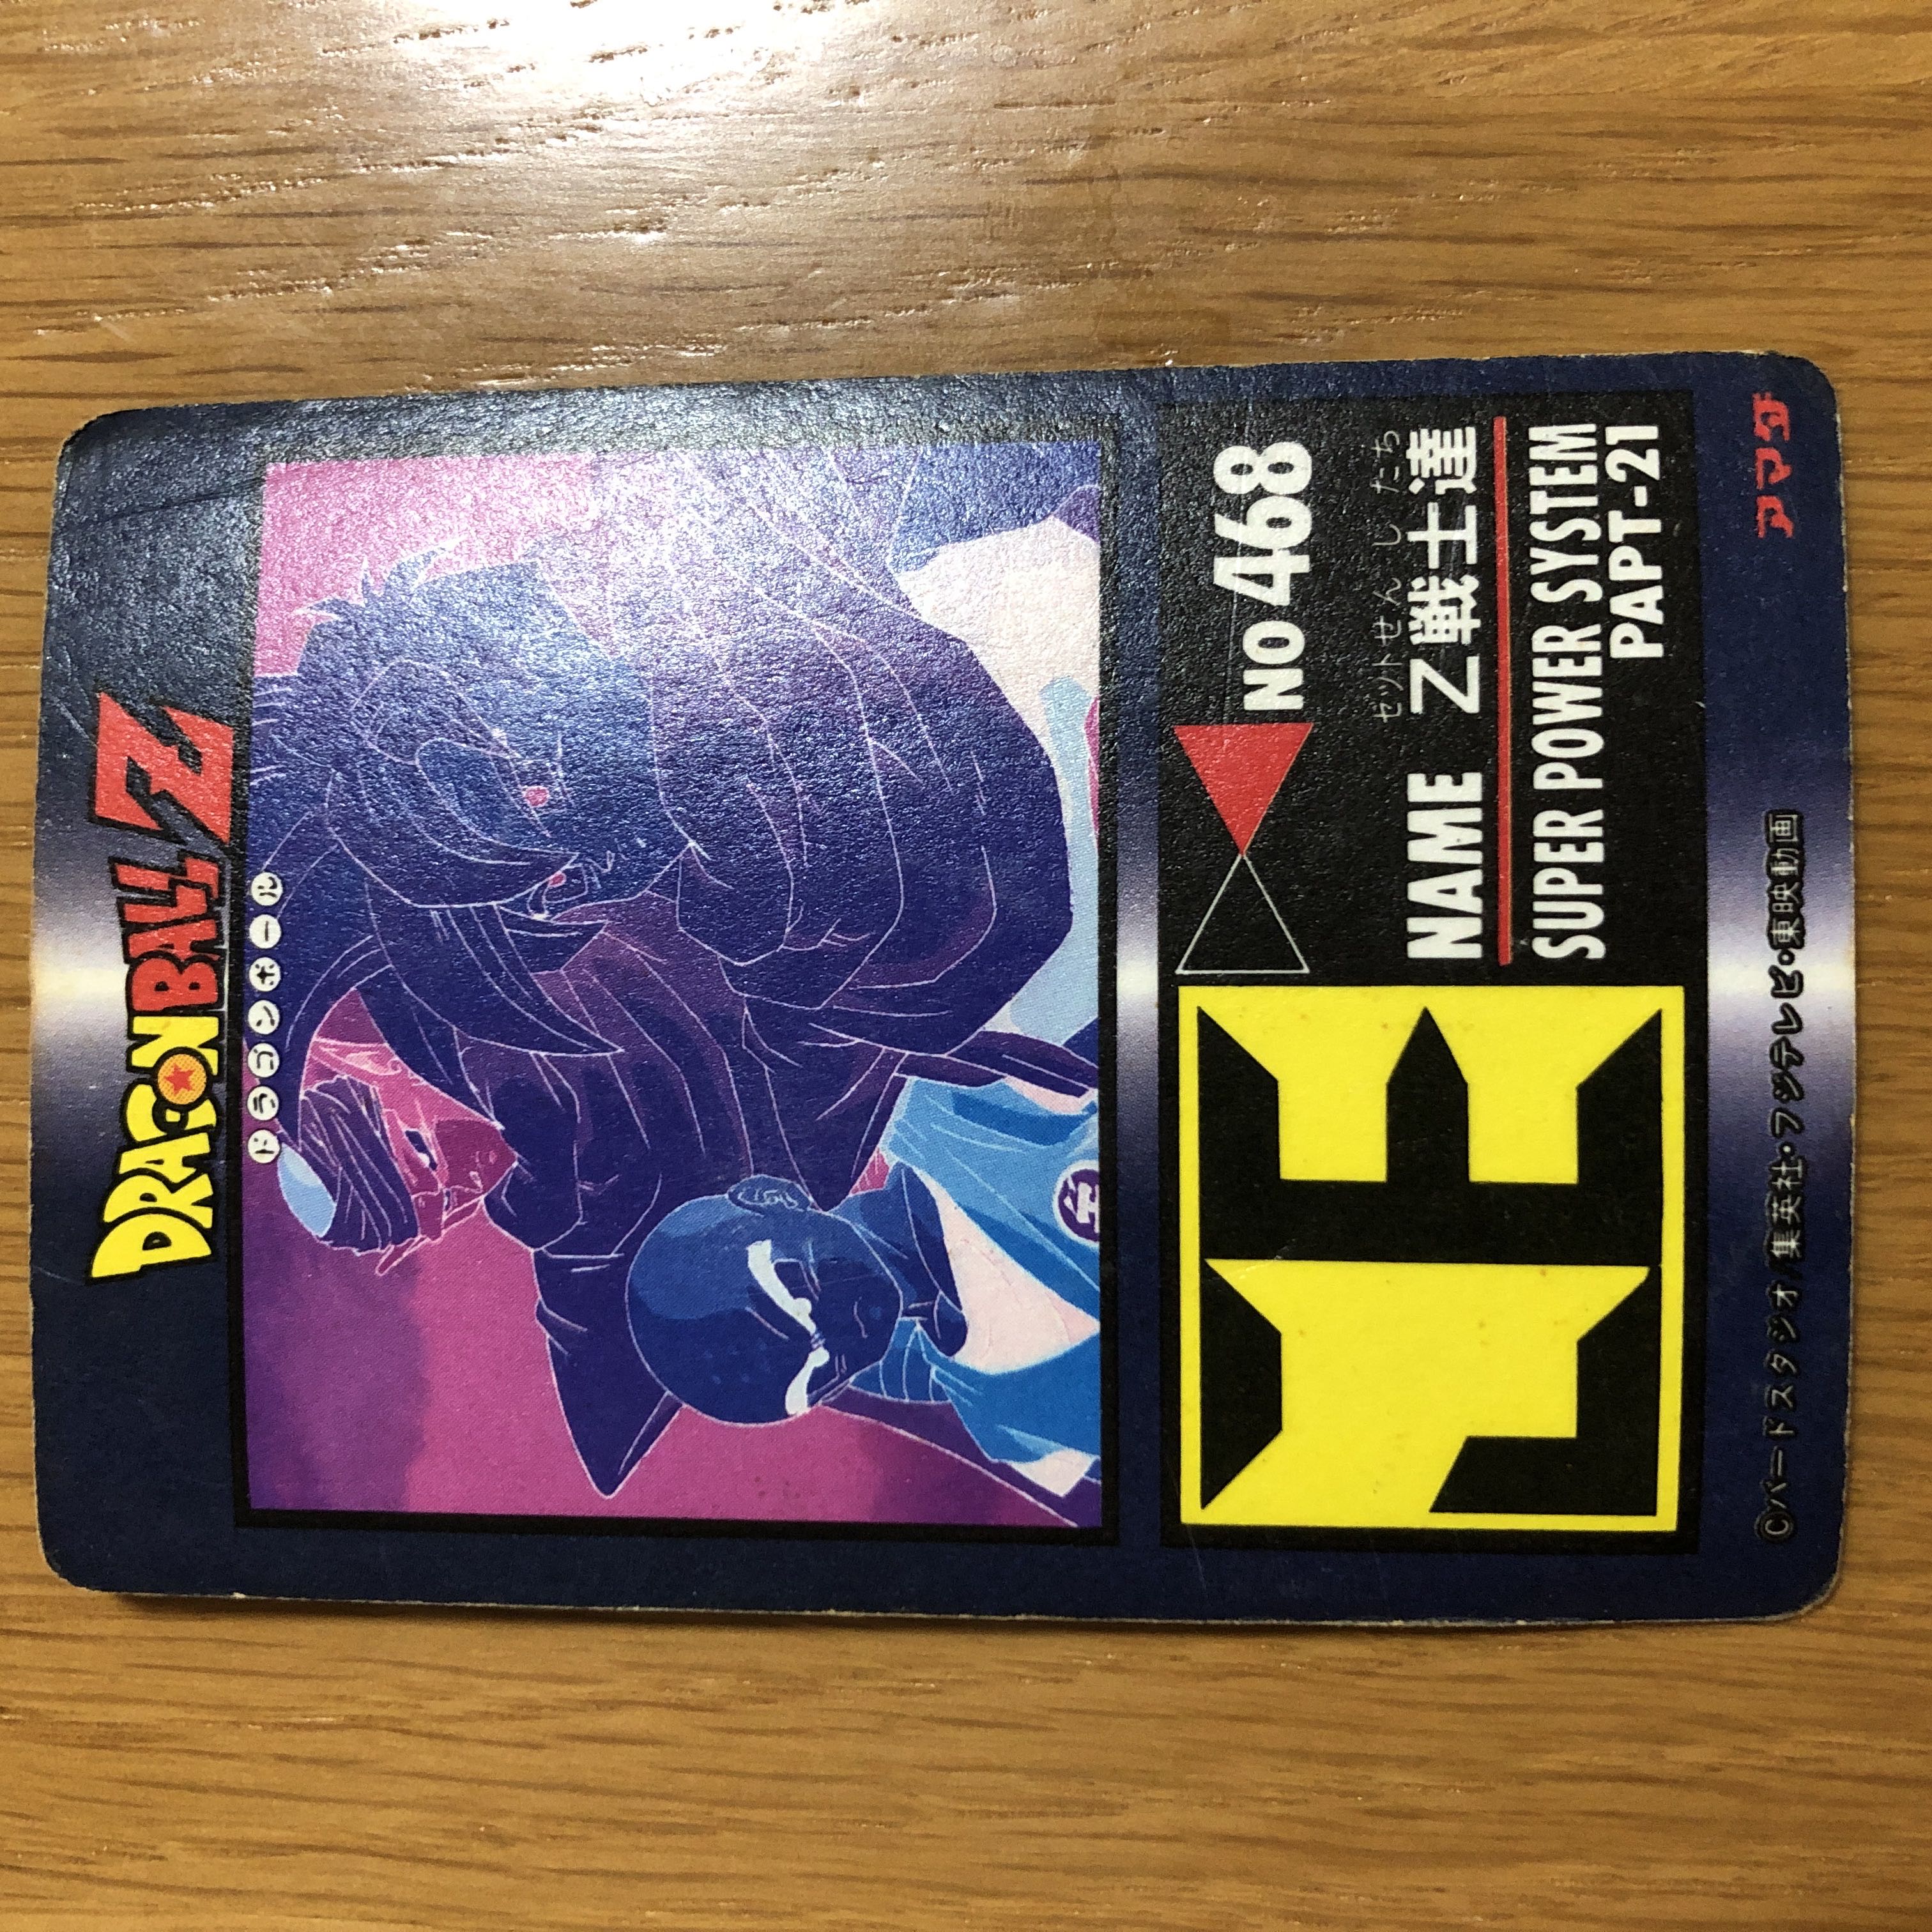 DRAGONBALL Z
ドラゴンボール
NO 468
ゼットせんしたち
NAME Z戦士達
SUPER POWER SYSTEM
PAPT-21
アマダ
©バードスタジオ/集英社・フジテレビ・東映動画